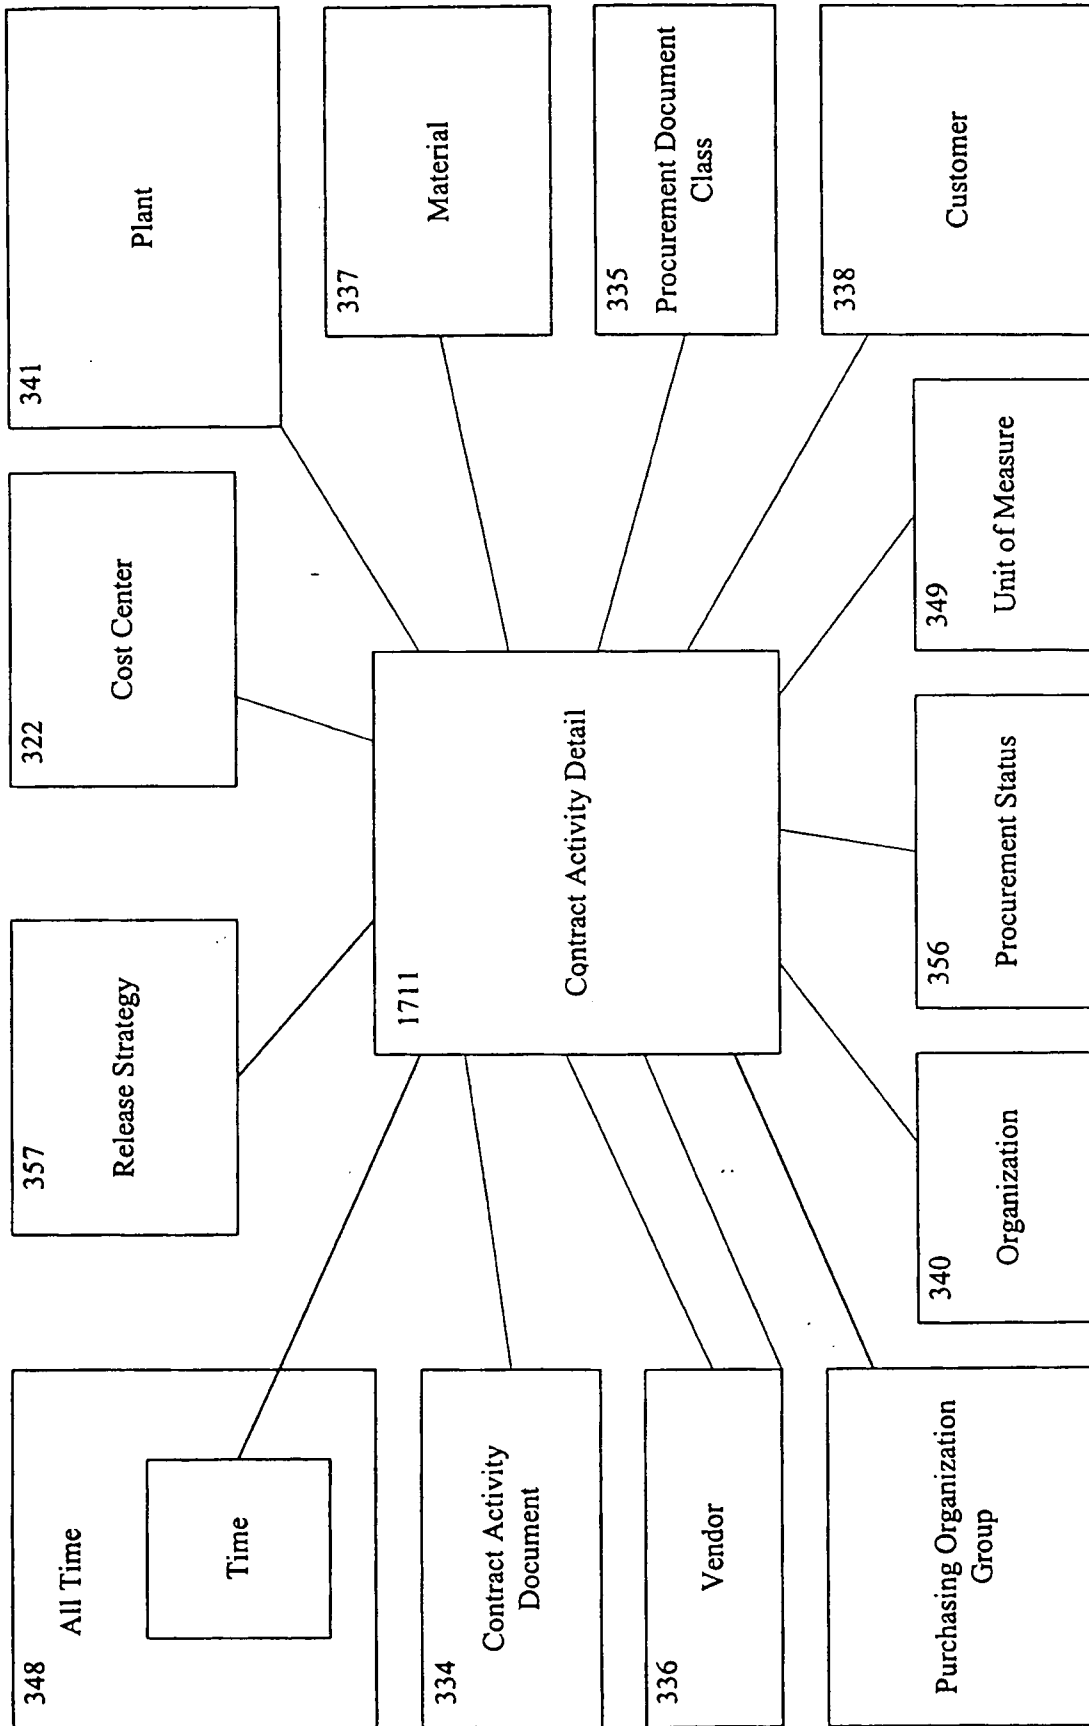 348
All Time
Time
334
Contract Activity
Document
336
Vendor
Purchasing Organization
Group
357
Release Strategy
322
Cost Center
341
Plant
1711
Contract Activity Detail
337
Material
335
Procurement Document
Class
338
Customer
340
Organization
356
Procurement Status
349
Unit of Measure